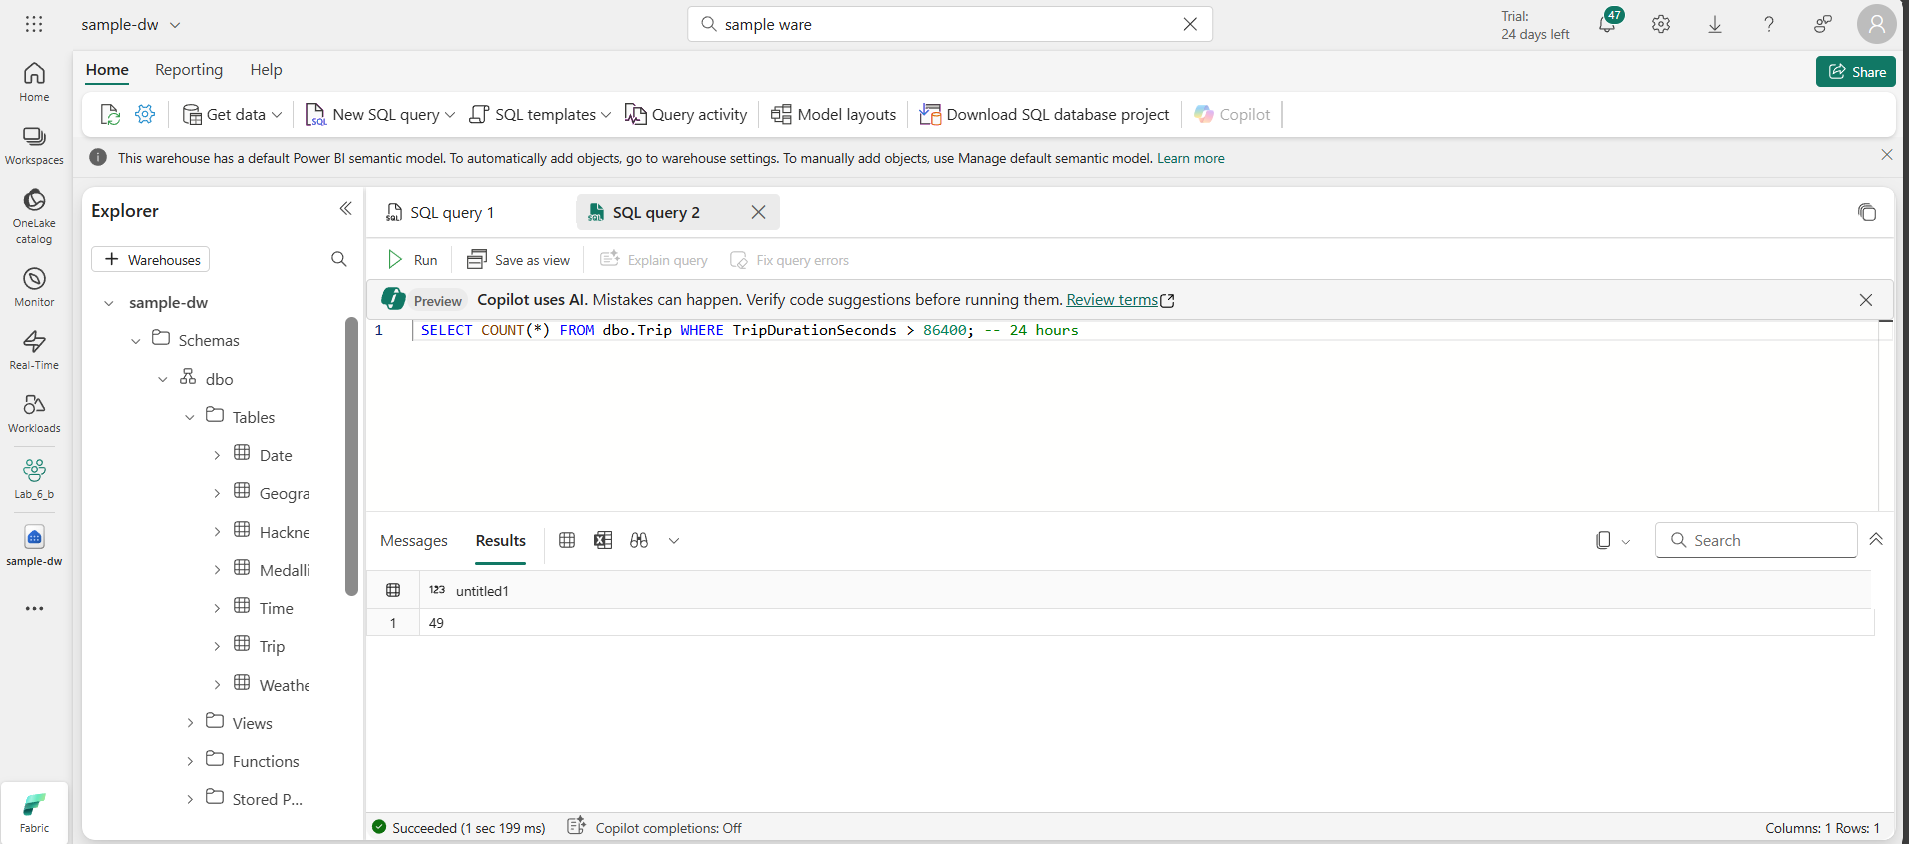 sample-dw
sample ware
Trial:
24 days left
47
Home
Reporting
Help
Share
Get data
New SQL query
SQL templates
Query activity
Model layouts
Download SQL database project
Copilot
This warehouse has a default Power BI semantic model. To automatically add objects, go to warehouse settings. To manually add objects, use Manage default semantic model. Learn more
Home
Workspaces
OneLake
catalog
Monitor
Real-Time
Workloads
Lab_6_b
sample-dw
Fabric
Explorer
+ Warehouses
sample-dw
Schemas
dbo
Tables
Date
Geogra
Hackne
Medalli
Time
Trip
Weathe
Views
Functions
Stored P...
SQL query 1
SQL query 2
Run
Save as view
Explain query
Fix query errors
Preview
Copilot uses AI. Mistakes can happen. Verify code suggestions before running them. Review terms
1 SELECT COUNT(*) FROM dbo.Trip WHERE TripDurationSeconds > 86400; -- 24 hours
Messages
Results
Search
123 untitled1
1 49
Succeeded (1 sec 199 ms)
Copilot completions: Off
Columns: 1 Rows: 1